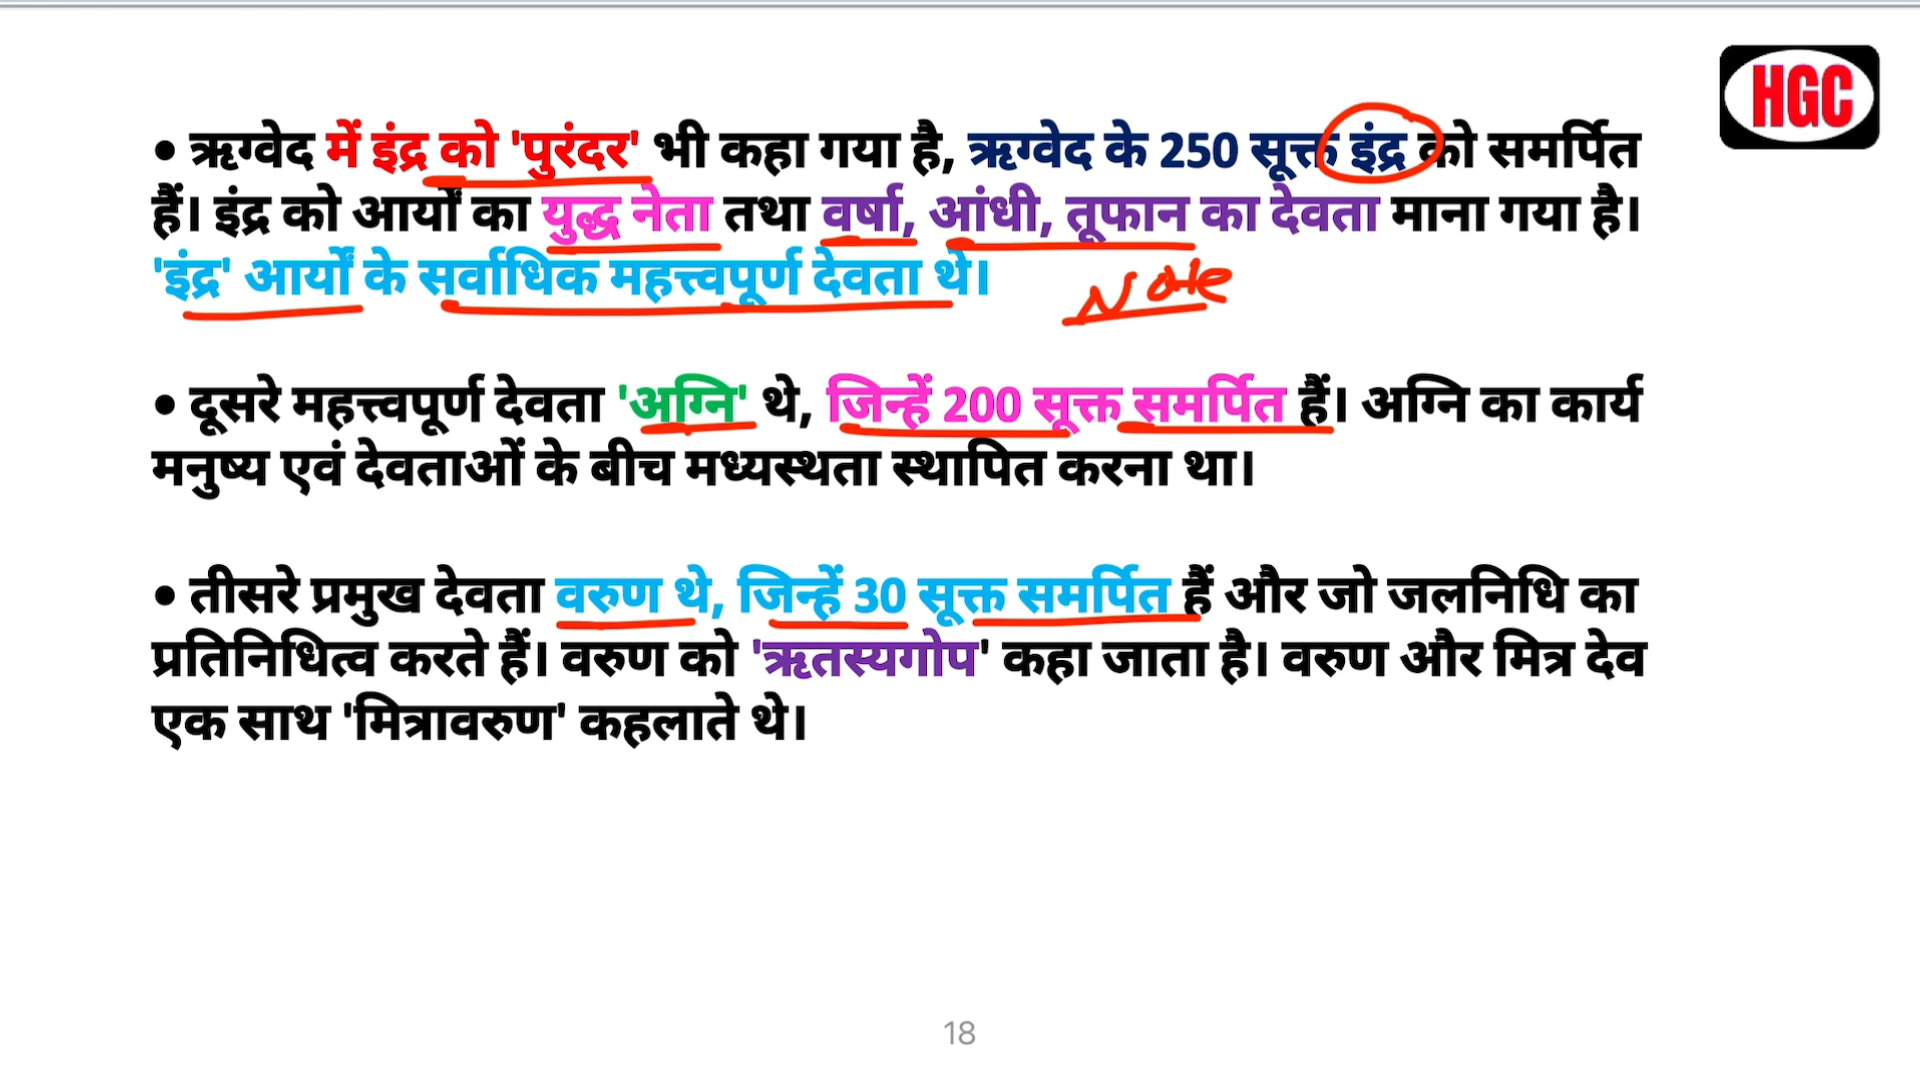 HGC
• ऋग्वेद में इंद्र को 'पुरंदर' भी कहा गया है, ऋग्वेद के 250 सूक्त इंद्र को समर्पित
हैं। इंद्र को आर्यों का युद्ध नेता तथा वर्षा, आंधी, तूफान का देवता माना गया है।
'इंद्र' आर्यों के सर्वाधिक महत्त्वपूर्ण देवता थे।
Note
• दूसरे महत्त्वपूर्ण देवता 'अग्नि' थे, जिन्हें 200 सूक्त समर्पित हैं। अग्नि का कार्य
मनुष्य एवं देवताओं के बीच मध्यस्थता स्थापित करना था।
• तीसरे प्रमुख देवता वरुण थे, जिन्हें 30 सूक्त समर्पित हैं और जो जलनिधि का
प्रतिनिधित्व करते हैं। वरुण को 'ऋतस्यगोप' कहा जाता है। वरुण और मित्र देव
एक साथ 'मित्रावरुण' कहलाते थे।
18